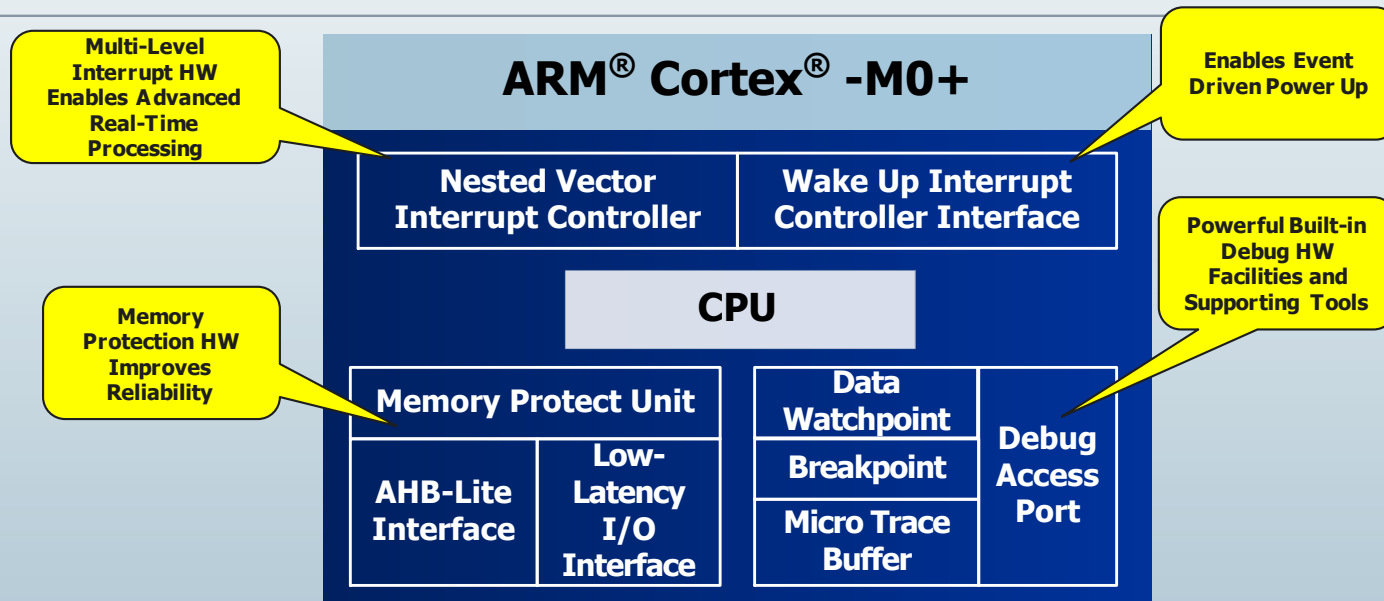 Multi-Level
Interrupt HW
Enables Advanced
Real-Time
Processing
ARM® Cortex® -M0+
Enables Event
Driven Power Up
Nested Vector
Interrupt Controller
Wake Up Interrupt
Controller Interface
Powerful Built-in
Debug HW
Facilities and
Supporting Tools
CPU
Memory
Protection HW
Improves
Reliability
Memory Protect Unit
AHB-Lite
Interface
Low-
Latency
I/O
Interface
Data
Watchpoint
Breakpoint
Micro Trace
Buffer
Debug
Access
Port